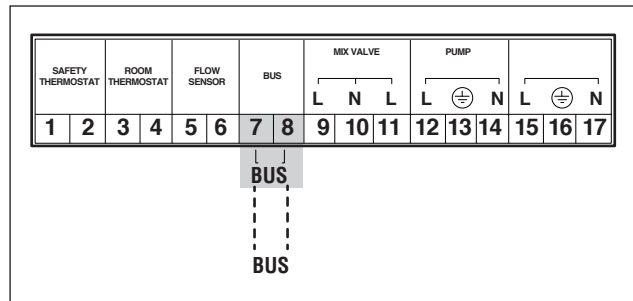 SAFETY THERMOSTAT ROOM THERMOSTAT FLOW SENSOR BUS MIX VALVE PUMP
L N L L N L N
1 2 3 4 5 6 7 8 9 10 11 12 13 14 15 16 17
BUS
BUS